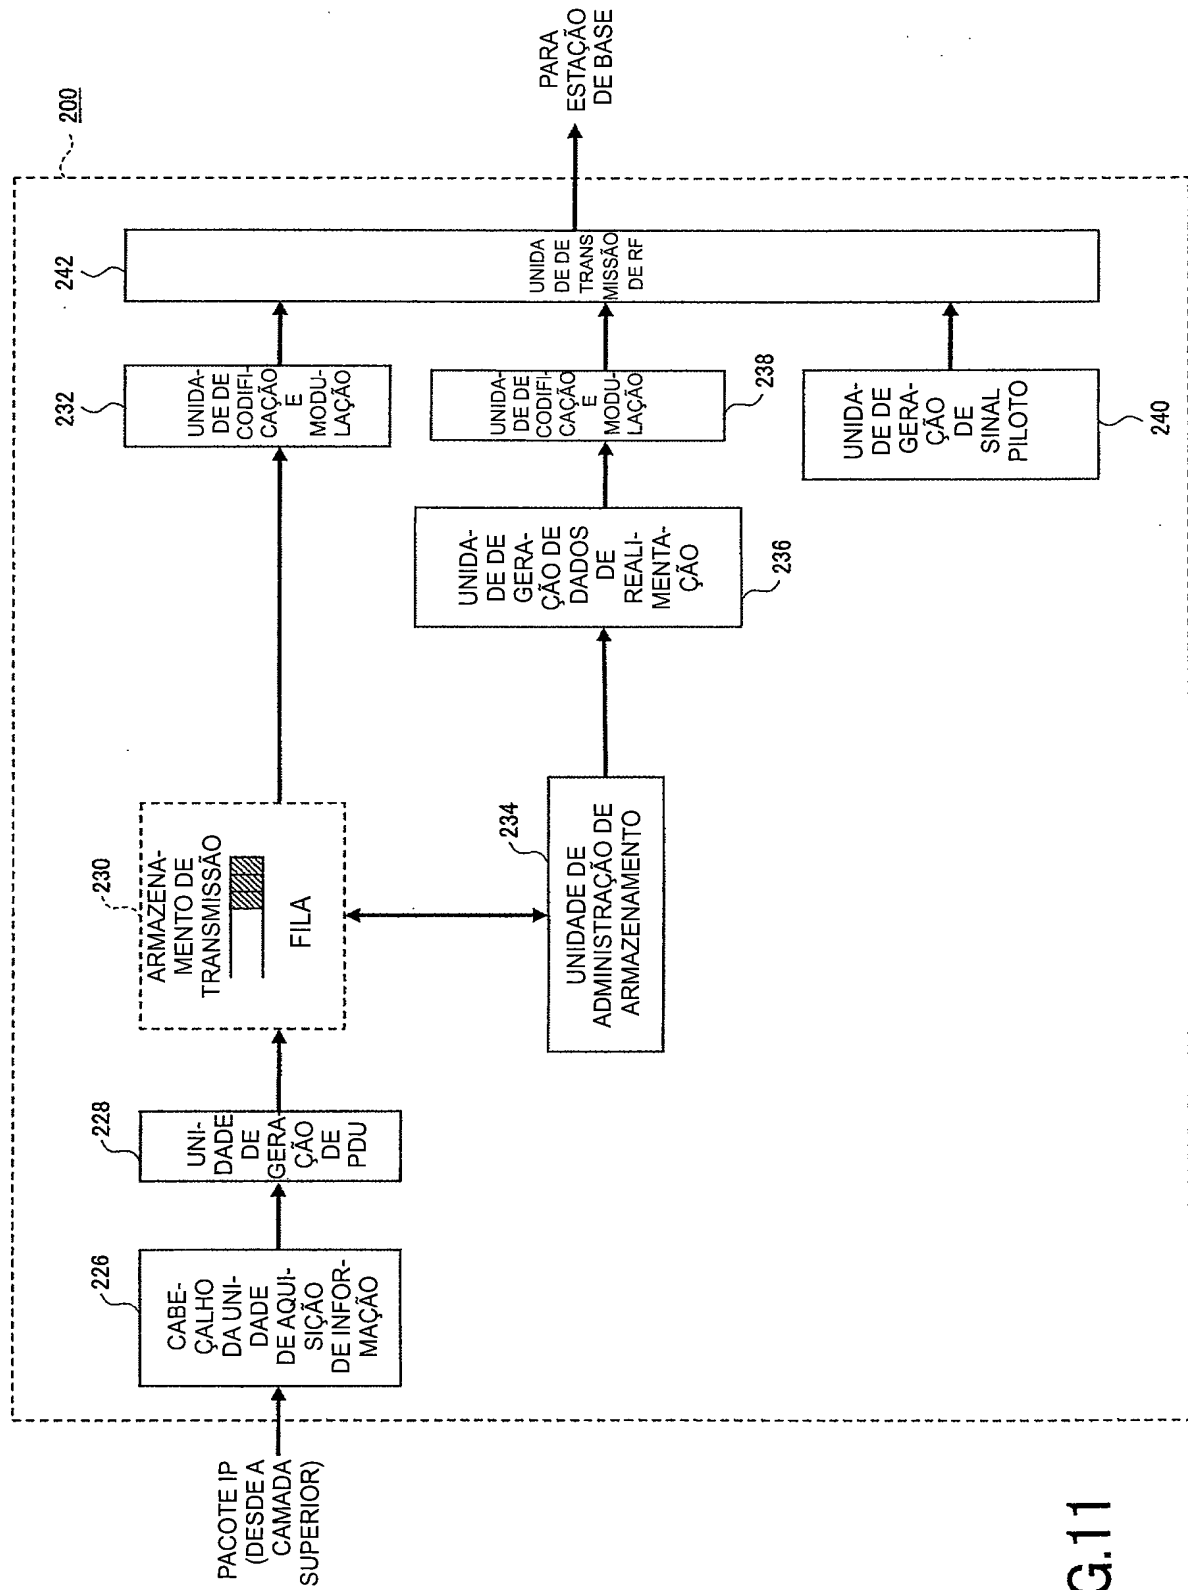 PACOTE IP
(DESDE A
CAMADA
SUPERIOR)
226
CABE-
ÇALHO
DA UNI-
DADE
DE AQUI-
SIÇÃO
DE INFOR-
MAÇÃO
228
UNI-
DADE
DE
GERA
ÇÃO
DE
PDU
230
ARMAZENA-
MENTO DE
TRANSMISSÃO
FILA
234
UNIDADE DE
ADMINISTRAÇÃO DE
ARMAZENAMENTO
232
UNIDA-
DE DE
CODIFI-
CAÇÃO
E
MODU-
LAÇÃO
236
UNIDA-
DE DE
GERA-
ÇÃO DE
DADOS
DE
REALI-
MENTA-
ÇÃO
238
UNIDA-
DE DE
CODIFI-
CAÇÃO
E
MODU-
LAÇÃO
240
UNIDA-
DE DE
GERA-
ÇÃO
DE
SINAL
PILOTO
242
UNIDA
DE DE
TRANS
MISSÃO
DE RF
200
PARA
ESTAÇÃO
DE BASE
G.11